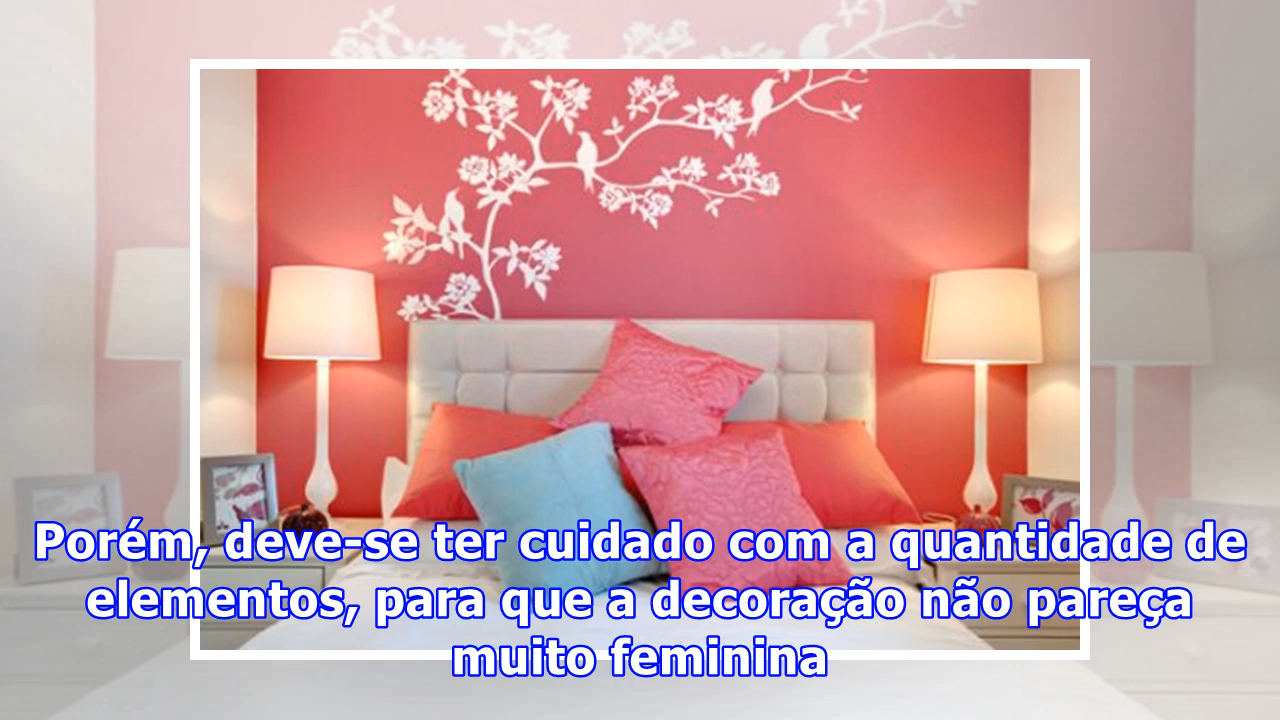 Porém, deve-se ter cuidado com a quantidade de
elementos, para que a decoração não pareça
muito feminina